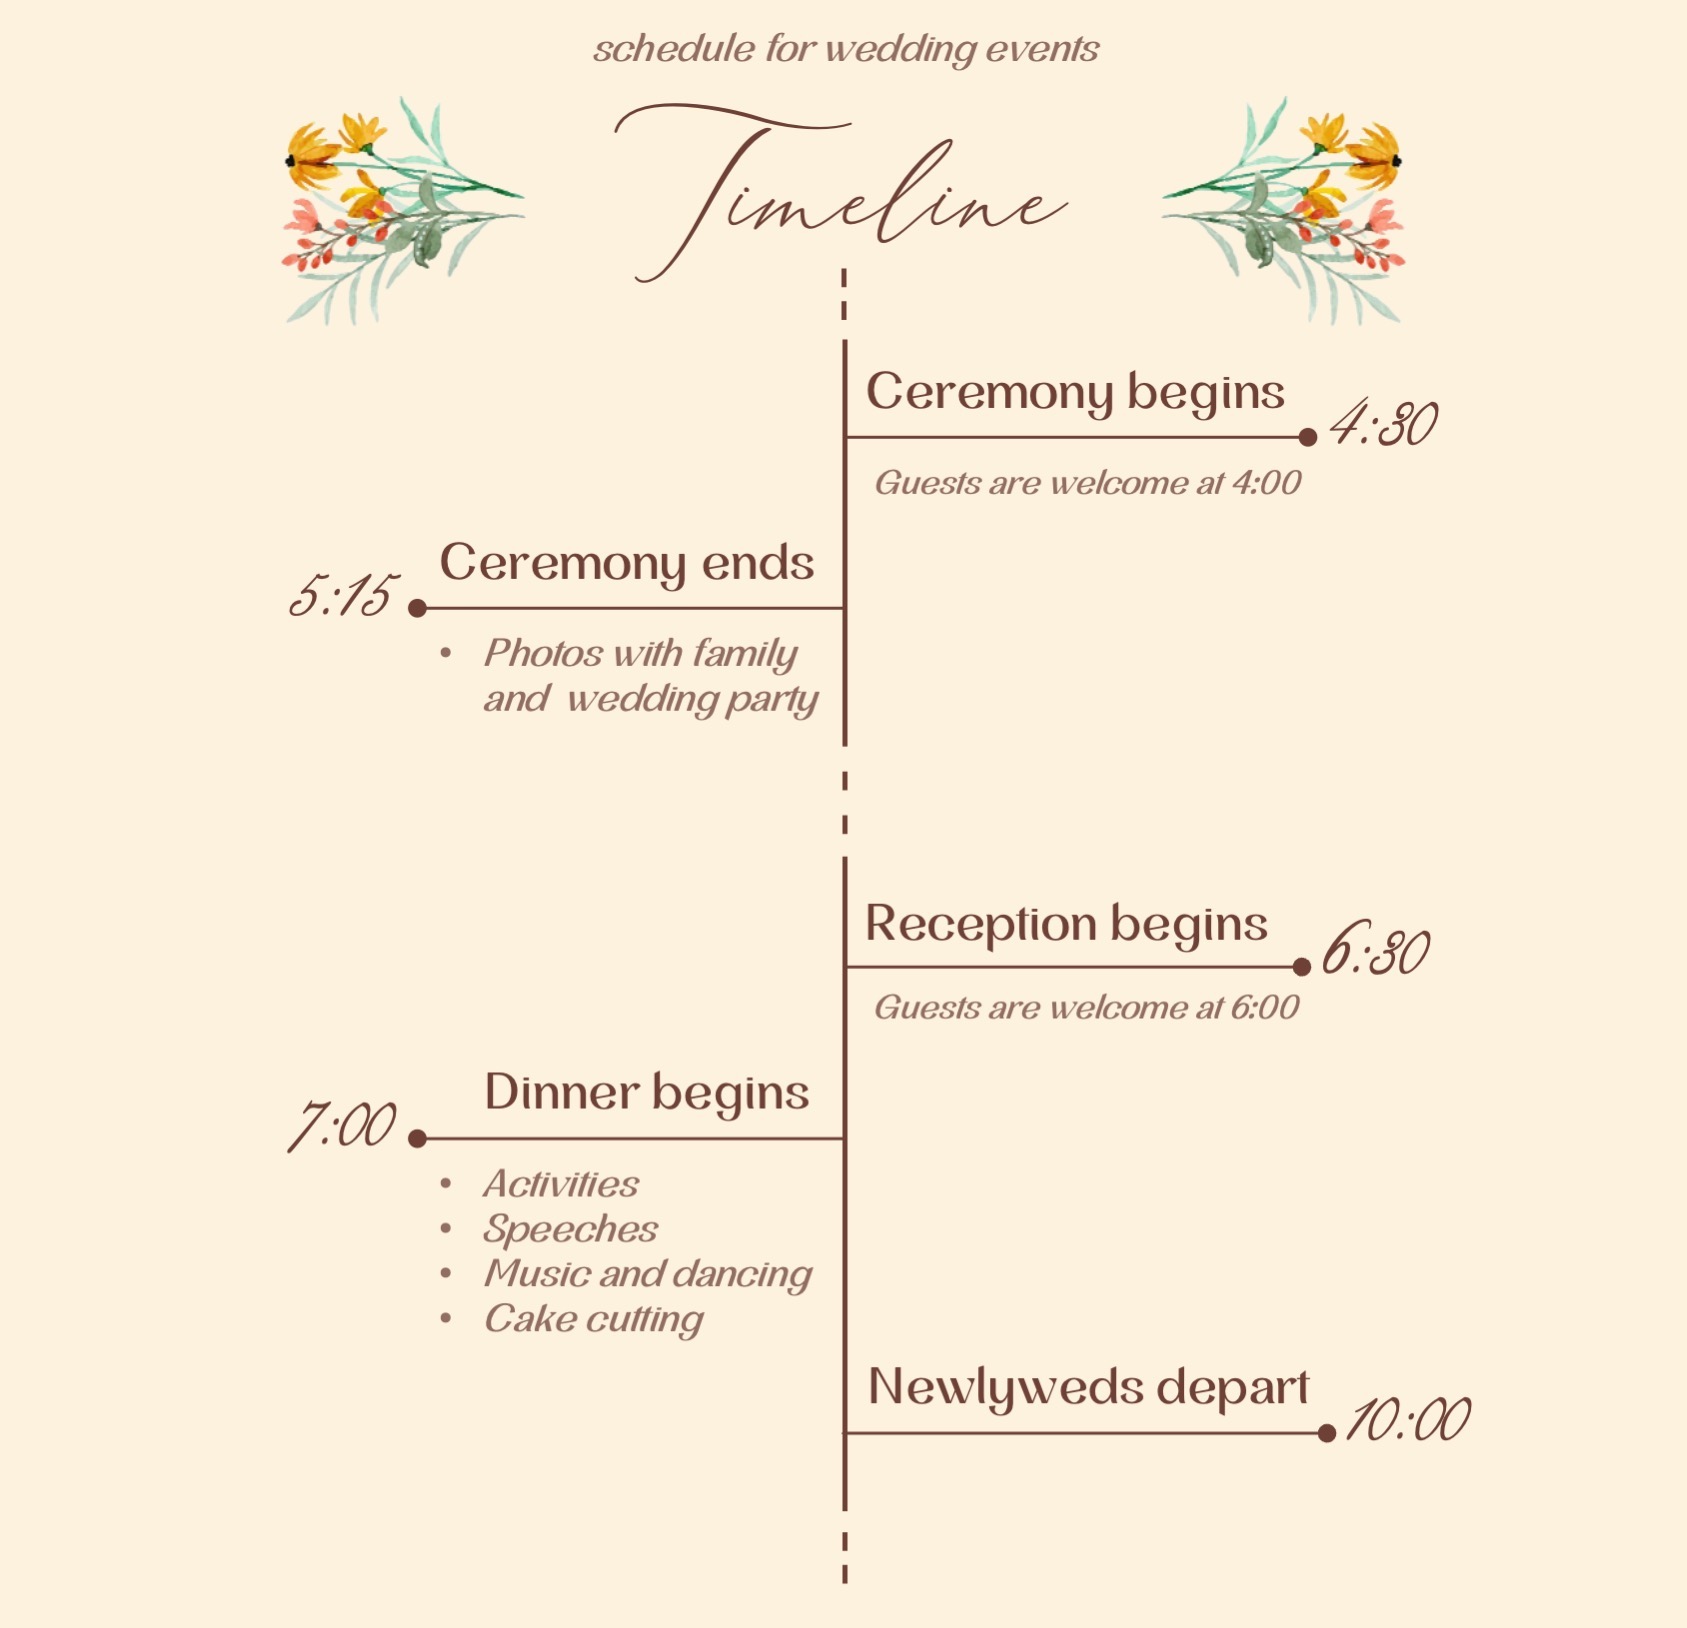 schedule for wedding events
Timeline
Ceremony begins
4:30
Guests are welcome at 4:00
Ceremony ends
5:15
• Photos with family
and wedding party
Reception begins
6:30
Guests are welcome at 6:00
Dinner begins
7:00
• Activities
• Speeches
• Music and dancing
• Cake cutting
Newlyweds depart
10:00